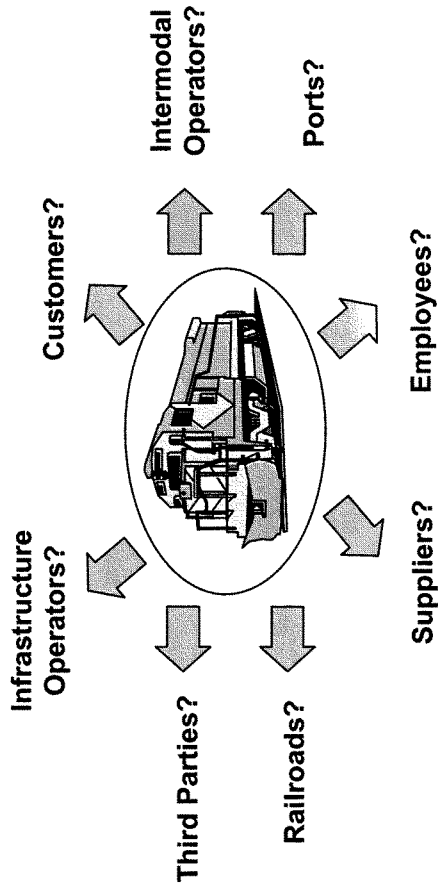 Infrastructure
Operators?
Customers?
Third Parties?
Intermodal
Operators?
Railroads?
Ports?
Suppliers?
Employees?